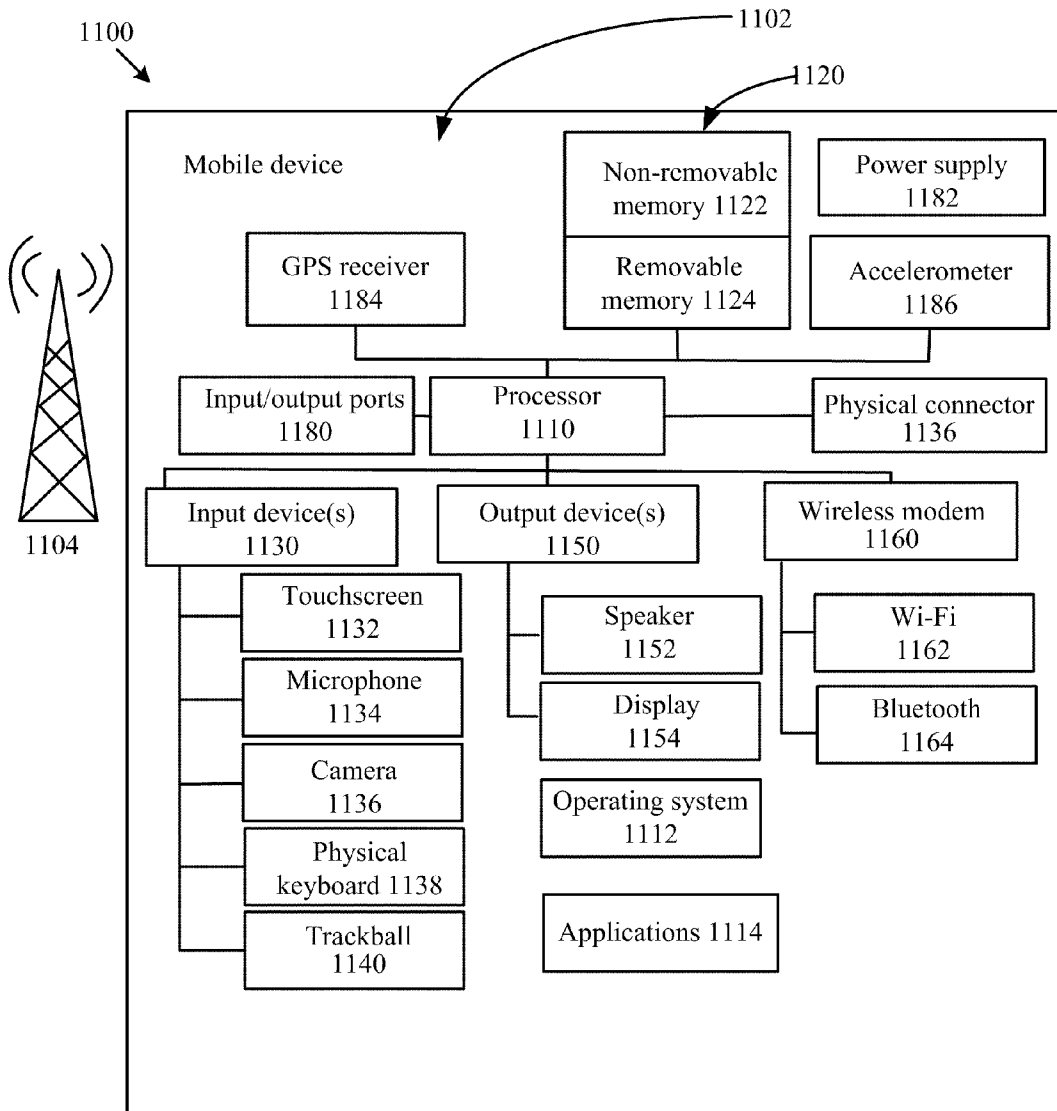 1100
1102
1120
Mobile device
Non-removable
memory 1122
Power supply
1182
GPS receiver
1184
Removable
memory 1124
Accelerometer
1186
Input/output ports
1180
Processor
1110
Physical connector
1136
Input device(s)
1130
Output device(s)
1150
Wireless modem
1160
1104
Touchscreen
1132
Speaker
1152
Wi-Fi
1162
Microphone
1134
Display
1154
Bluetooth
1164
Camera
1136
Operating system
1112
Physical
keyboard 1138
Applications 1114
Trackball
1140